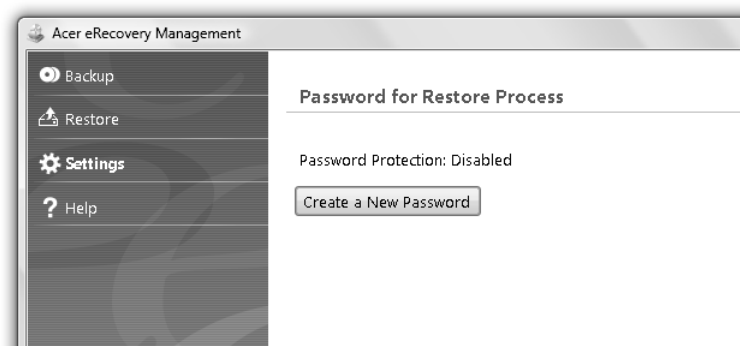 Acer eRecovery Management
Backup
Restore
Settings
? Help
Password for Restore Process
Password Protection: Disabled
Create a New Password